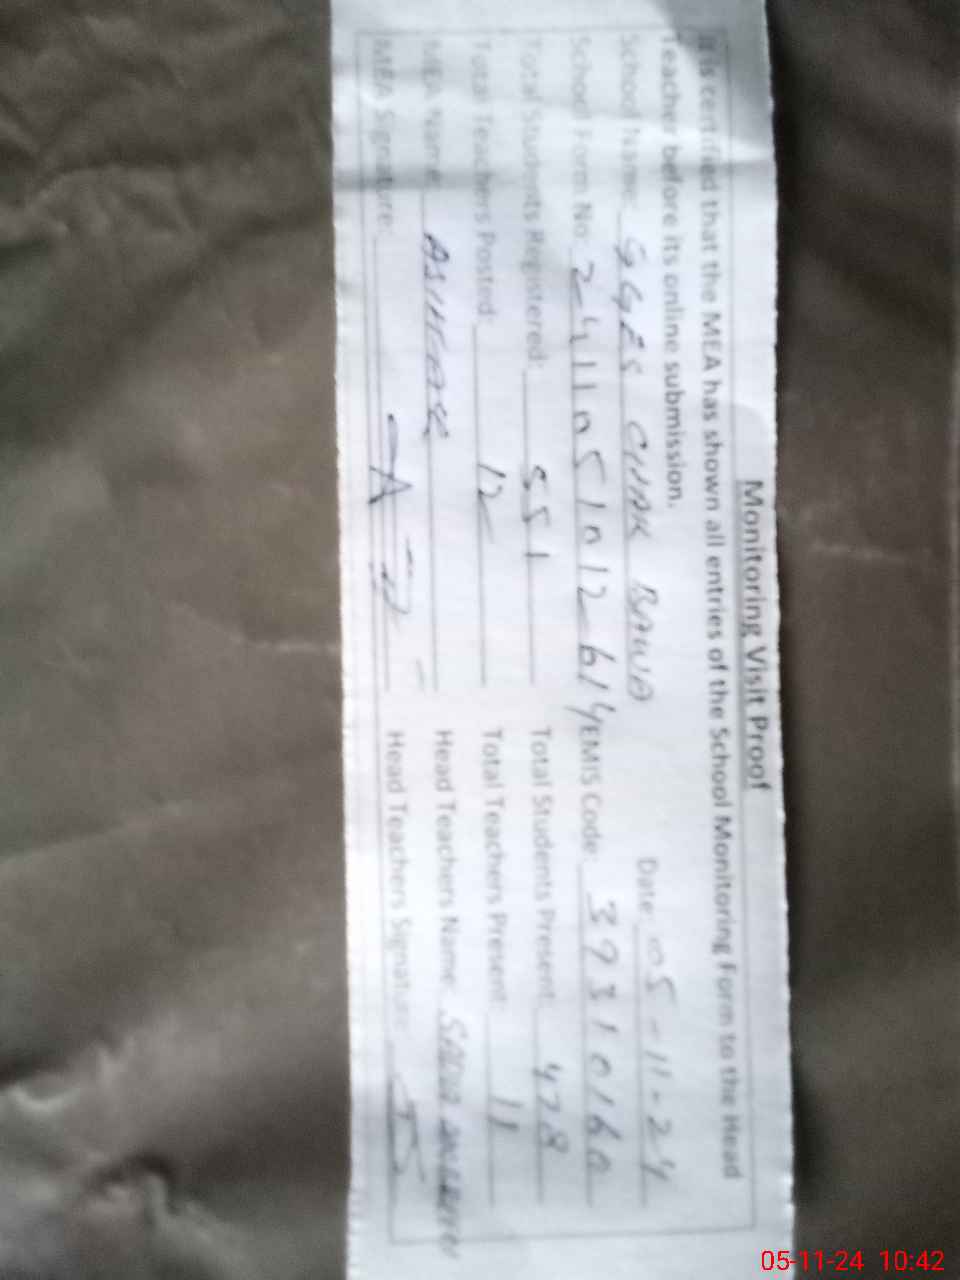 Monitoring Visit Proof
It is certified that the MEA has shown all entries of the School Monitoring Form to the Head
Teacher before its online submission.
School Name: GGES CHAK BAWA Date: 05-11-24
School Form No: 2411051012614 EMIS Code: 39310160
Total Students Registered: 551 Total Students Present: 478
Total Teachers Posted: 12 Total Teachers Present: 11
MEA Name: Head Teachers Name: SADIA
MEA Signature: Head Teachers Signature:
05-11-24 10:42